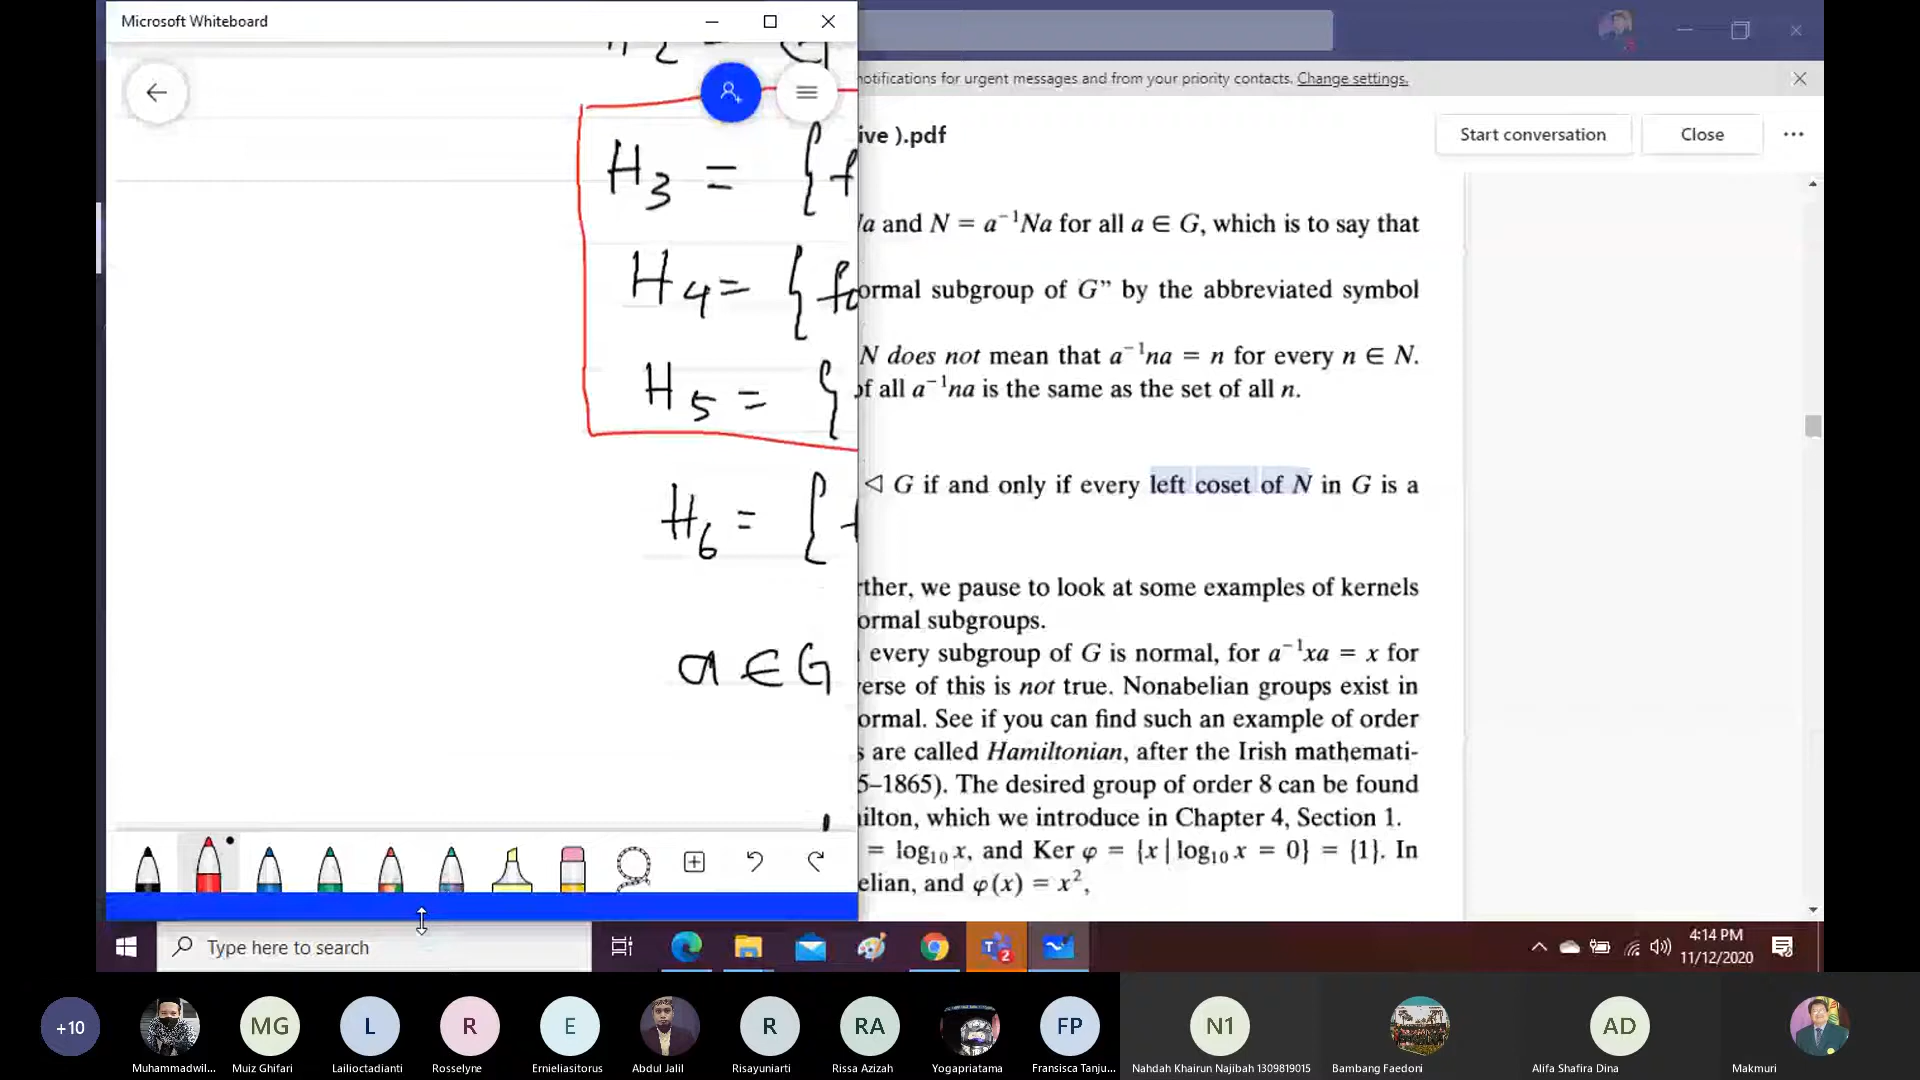 Microsoft Whiteboard
H2 = G
H3 = {f
H4 = {fo
H5 = {
H6 = {
a ∈ G
notifications for urgent messages and from your priority contacts. Change settings.
ive ).pdf
Start conversation
Close
a and N = a⁻¹Na for all a ∈ G, which is to say that
ormal subgroup of G” by the abbreviated symbol
N does not mean that a⁻¹na = n for every n ∈ N.
of all a⁻¹na is the same as the set of all n.
◁ G if and only if every left coset of N in G is a
rther, we pause to look at some examples of kernels
ormal subgroups.
every subgroup of G is normal, for a⁻¹xa = x for
erse of this is not true. Nonabelian groups exist in
ormal. See if you can find such an example of order
s are called Hamiltonian, after the Irish mathemati-
5–1865). The desired group of order 8 can be found
ilton, which we introduce in Chapter 4, Section 1.
= log₁₀ x, and Ker φ = {x | log₁₀ x = 0} = {1}. In
elian, and φ(x) = x²,
Type here to search
2
4:14 PM
11/12/2020
+10
MG
L
R
E
R
RA
FP
N1
AD
Muhammadwil...
Muiz Ghifari
Lailioctadianti
Rosselyne
Ernieliasitorus
Abdul Jalil
Risayuniarti
Rissa Azizah
Yogapriatama
Fransisca Tanju...
Nahdah Khairun Najibah 1309819015
Bambang Faedoni
Alifa Shafira Dina
Makmuri